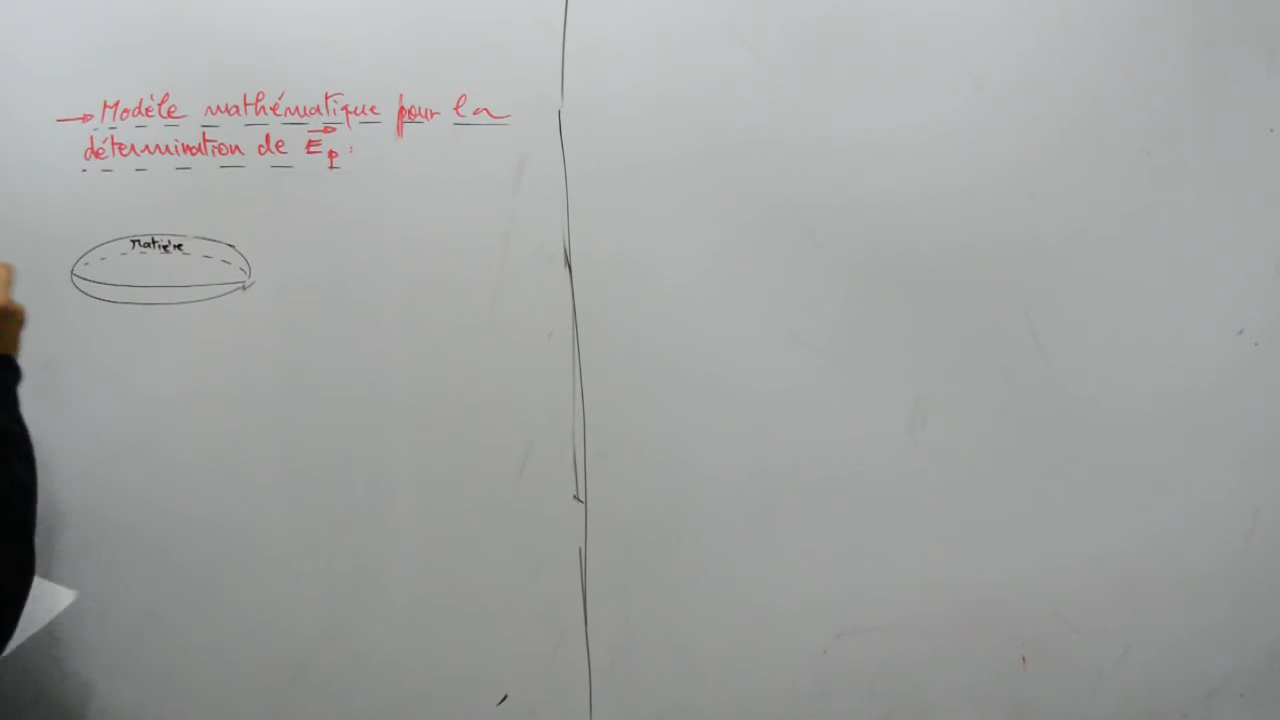 → Modèle mathématique pour la
détermination de E⃗p :
Matière